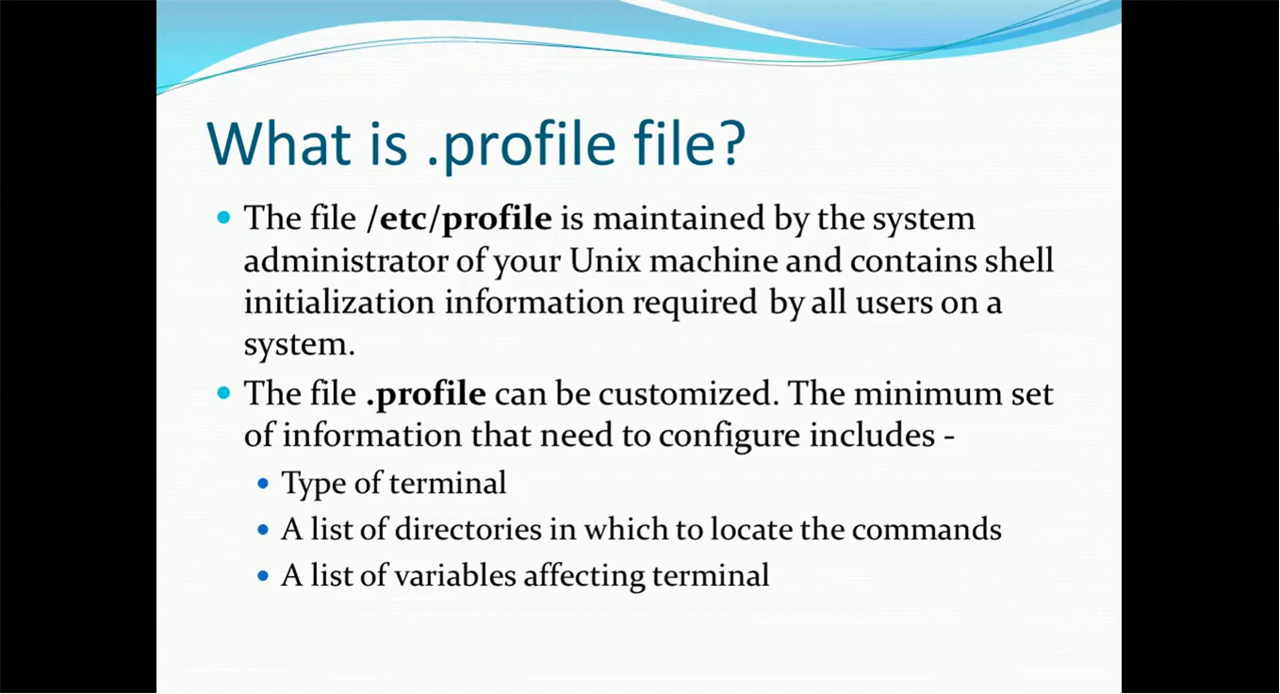 What is .profile file?
The file /etc/profile is maintained by the system
administrator of your Unix machine and contains shell
initialization information required by all users on a
system.
The file .profile can be customized. The minimum set
of information that need to configure includes -
Type of terminal
A list of directories in which to locate the commands
A list of variables affecting terminal